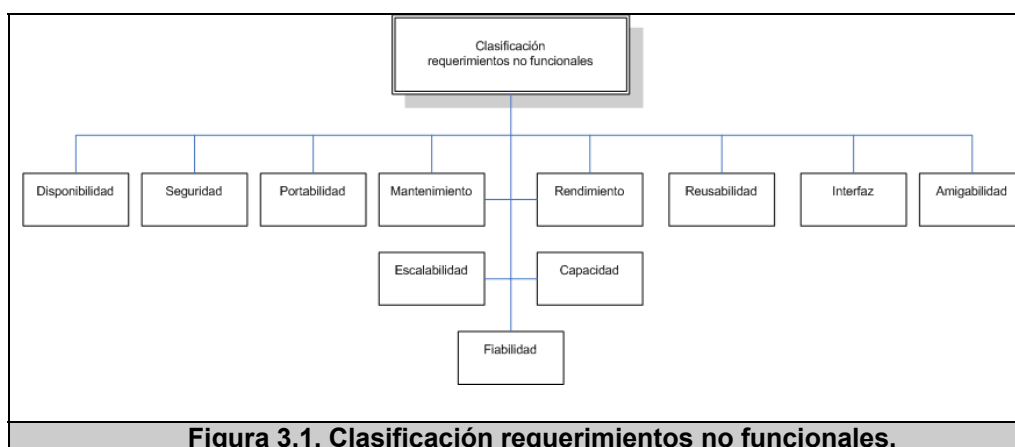 Clasificación
requerimientos no funcionales
Disponibilidad
Seguridad
Portabilidad
Mantenimiento
Rendimiento
Reusabilidad
Interfaz
Amigabilidad
Escalabilidad
Capacidad
Fiabilidad
Figura 3.1. Clasificación requerimientos no funcionales.